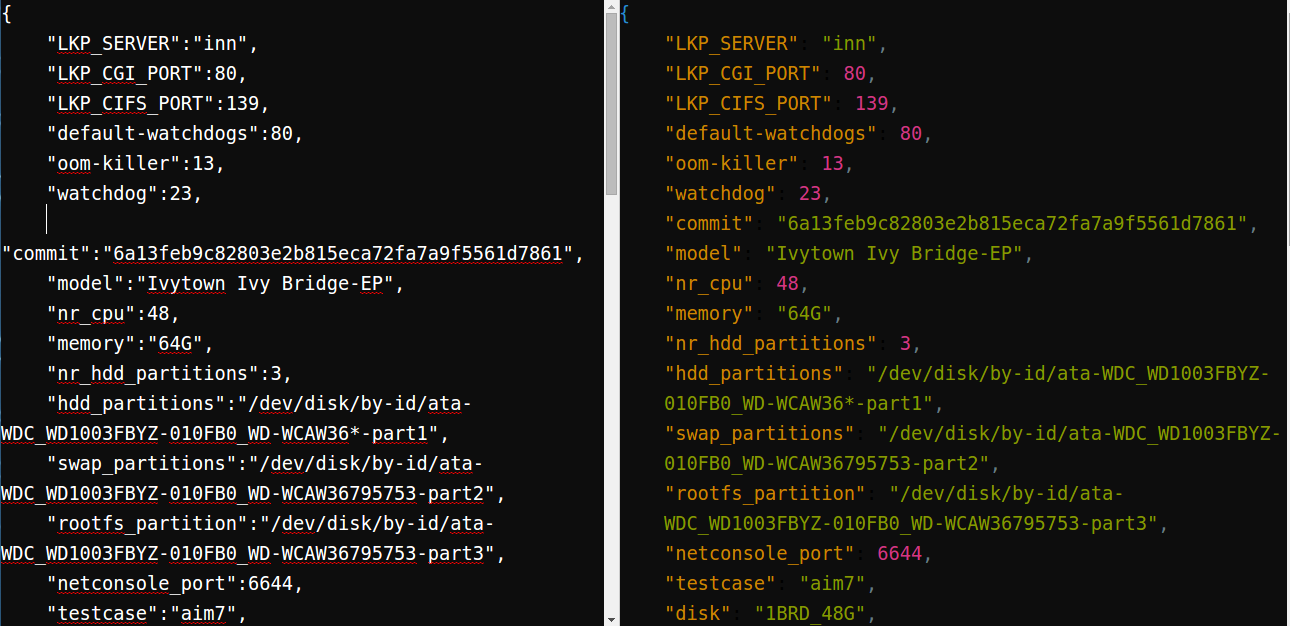 {
"LKP_SERVER":"inn",
"LKP_CGI_PORT":80,
"LKP_CIFS_PORT":139,
"default-watchdogs":80,
"oom-killer":13,
"watchdog":23,
"commit":"6a13feb9c82803e2b815eca72fa7a9f5561d7861",
"model":"Ivytown Ivy Bridge-EP",
"nr_cpu":48,
"memory":"64G",
"nr_hdd_partitions":3,
"hdd_partitions":"/dev/disk/by-id/ata-
WDC_WD1003FBYZ-010FB0_WD-WCAW36*-part1",
"swap_partitions":"/dev/disk/by-id/ata-
WDC_WD1003FBYZ-010FB0_WD-WCAW36795753-part2",
"rootfs_partition":"/dev/disk/by-id/ata-
WDC_WD1003FBYZ-010FB0_WD-WCAW36795753-part3",
"netconsole_port":6644,
"testcase":"aim7",
{
"LKP_SERVER": "inn",
"LKP_CGI_PORT": 80,
"LKP_CIFS_PORT": 139,
"default-watchdogs": 80,
"oom-killer": 13,
"watchdog": 23,
"commit": "6a13feb9c82803e2b815eca72fa7a9f5561d7861",
"model": "Ivytown Ivy Bridge-EP",
"nr_cpu": 48,
"memory": "64G",
"nr_hdd_partitions": 3,
"hdd_partitions": "/dev/disk/by-id/ata-WDC_WD1003FBYZ-
010FB0_WD-WCAW36*-part1",
"swap_partitions": "/dev/disk/by-id/ata-WDC_WD1003FBYZ-
010FB0_WD-WCAW36795753-part2",
"rootfs_partition": "/dev/disk/by-id/ata-
WDC_WD1003FBYZ-010FB0_WD-WCAW36795753-part3",
"netconsole_port": 6644,
"testcase": "aim7",
"disk": "1BRD_48G",